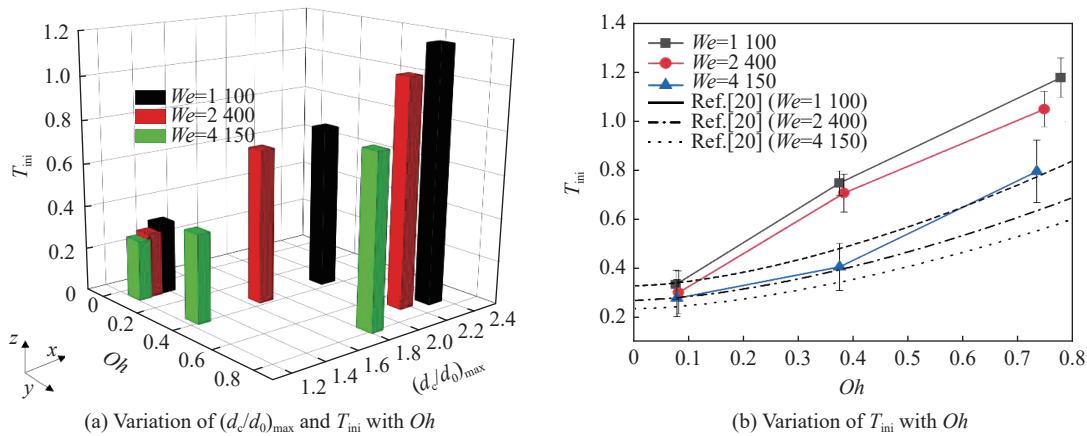 1.2
1.0
0.8
0.6
0.4
0.2
0
T_ini
We=1 100
We=2 400
We=4 150
0
0.2
0.4
0.6
0.8
Oh
1.2
1.4
1.6
1.8
2.0
2.2
2.4
(d_c/d_0)_max
z
x
y
(a) Variation of (d_c/d_0)_max and T_ini with Oh
We=1 100
We=2 400
We=4 150
Ref.[20] (We=1 100)
Ref.[20] (We=2 400)
Ref.[20] (We=4 150)
1.4
1.2
1.0
0.8
0.6
0.4
0.2
T_ini
0
0.1
0.2
0.3
0.4
0.5
0.6
0.7
0.8
Oh
(b) Variation of T_ini with Oh